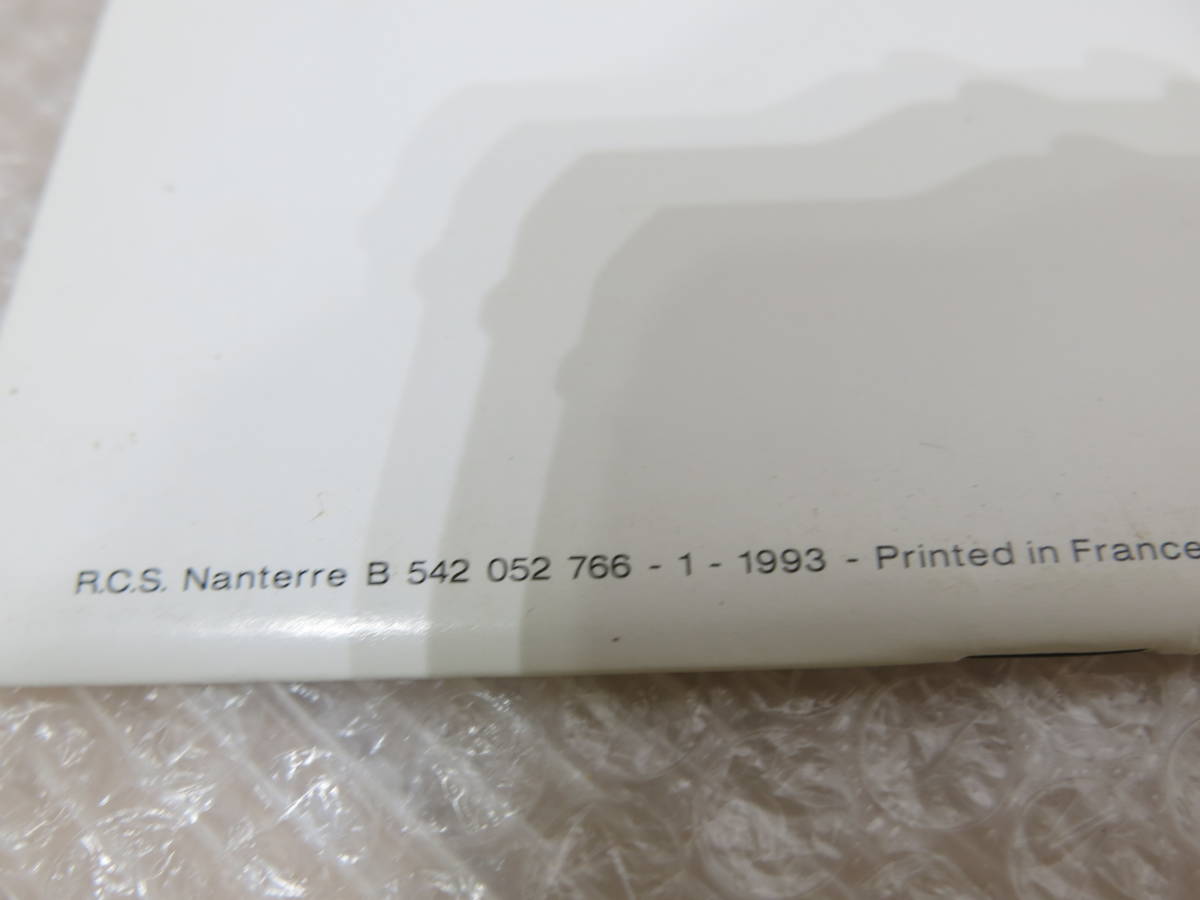 R.C.S. Nanterre B 542 052 766 - 1 - 1993 - Printed in France